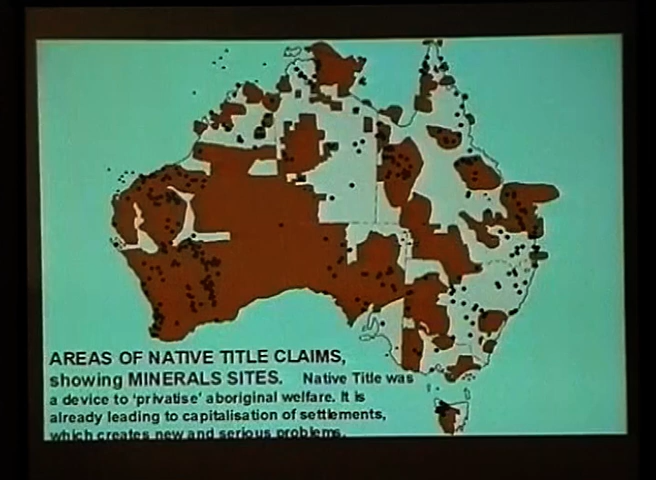 AREAS OF NATIVE TITLE CLAIMS,
showing MINERALS SITES. Native Title was
a device to 'privatise' aboriginal welfare. It is
already leading to capitalisation of settlements,
which creates new and serious problems.